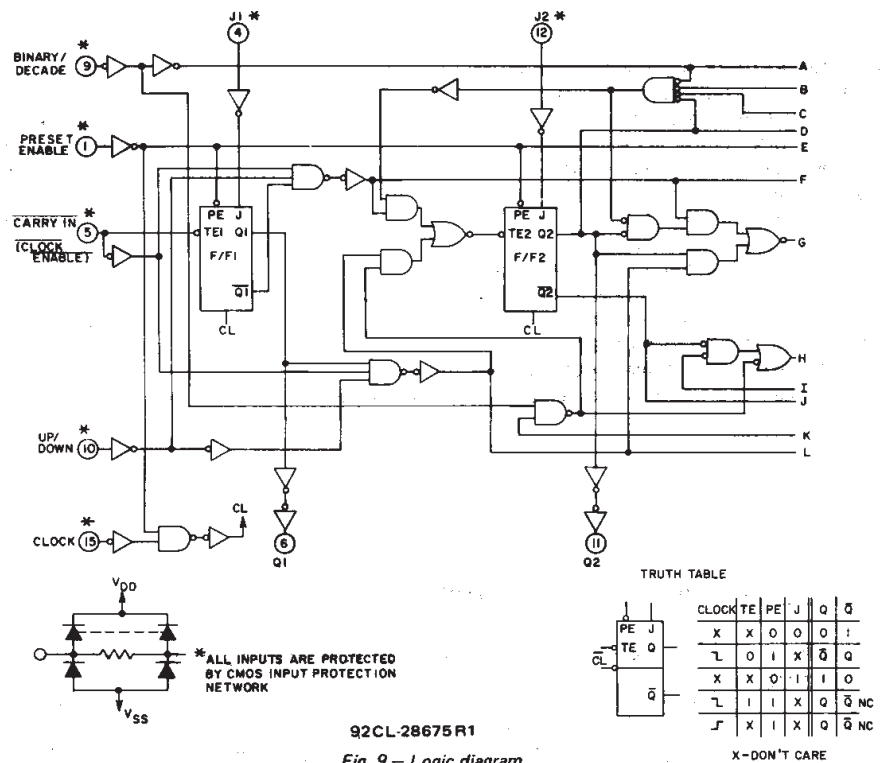 J1 *
4
J2 *
12
*
BINARY/
DECADE 9
A
B
C
D
*
PRESET
ENABLE 1
E
F
*
CARRY IN
5
(CLOCK
ENABLE)
PE J
TE1 Q1
F/F1
Q̅1̅
CL
PE J
TE2 Q2
F/F2
Q̅2̅
CL
G
H
I
J
K
L
*
UP/
DOWN 10
*
CLOCK 15
CL
6
Q1
11
Q2
VDD
VSS
*ALL INPUTS ARE PROTECTED
BY CMOS INPUT PROTECTION
NETWORK
TRUTH TABLE
PE J
TE Q
C̅L̅
Q̅
CLOCK TE PE J Q Q̅
X X 0 0 0 1
0 1 X Q̅ Q
X X 0 1 1 0
1 1 X Q Q̅ NC
X 1 X Q Q̅ NC
X-DON'T CARE
92CL-28675R1
Fig. 9 – Logic diagram